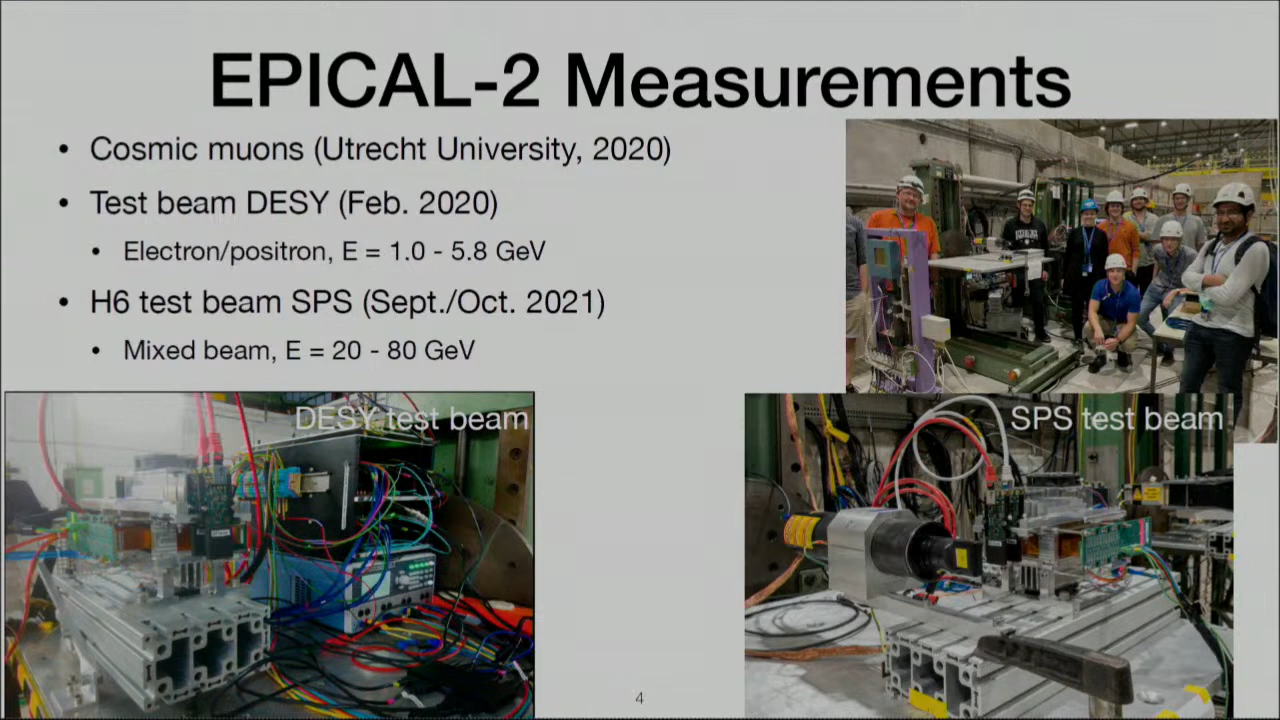 EPICAL-2 Measurements
• Cosmic muons (Utrecht University, 2020)
• Test beam DESY (Feb. 2020)
• Electron/positron, E = 1.0 - 5.8 GeV
• H6 test beam SPS (Sept./Oct. 2021)
• Mixed beam, E = 20 - 80 GeV
DESY test beam
SPS test beam
4